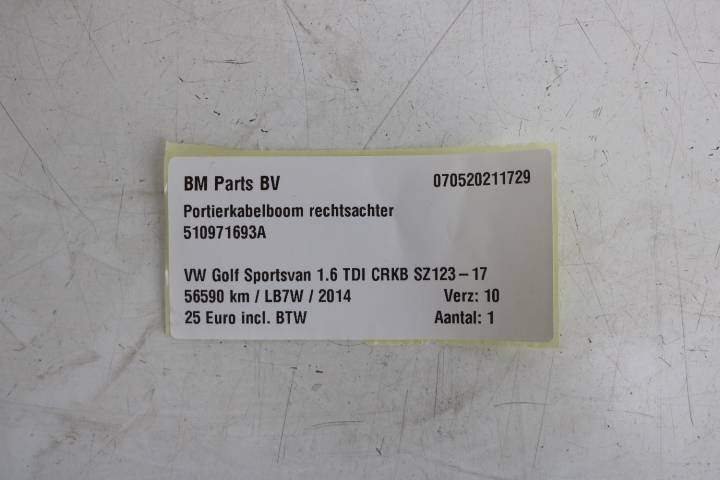 BM Parts BV 070520211729
Portierkabelboom rechtsachter
510971693A
VW Golf Sportsvan 1.6 TDI CRKB SZ123 – 17
56590 km / LB7W / 2014 Verz: 10
25 Euro incl. BTW Aantal: 1